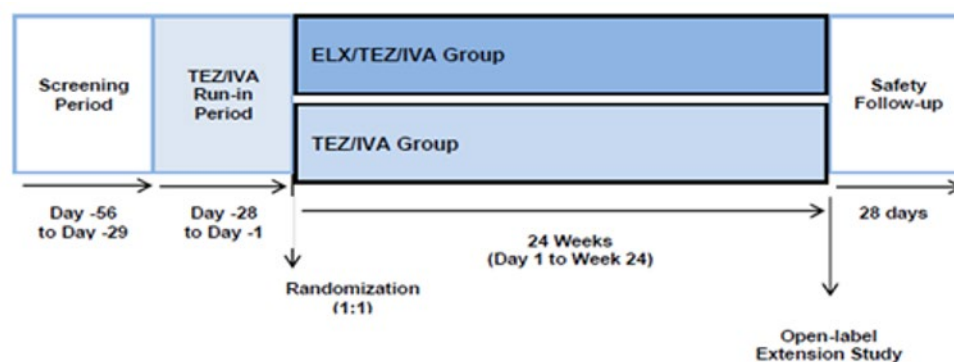 Screening
Period
TEZ/IVA
Run-in
Period
ELX/TEZ/IVA Group
TEZ/IVA Group
Safety
Follow-up
Day -56
to Day -29
Day -28
to Day -1
24 Weeks
(Day 1 to Week 24)
28 days
Randomization
(1:1)
Open-label
Extension Study